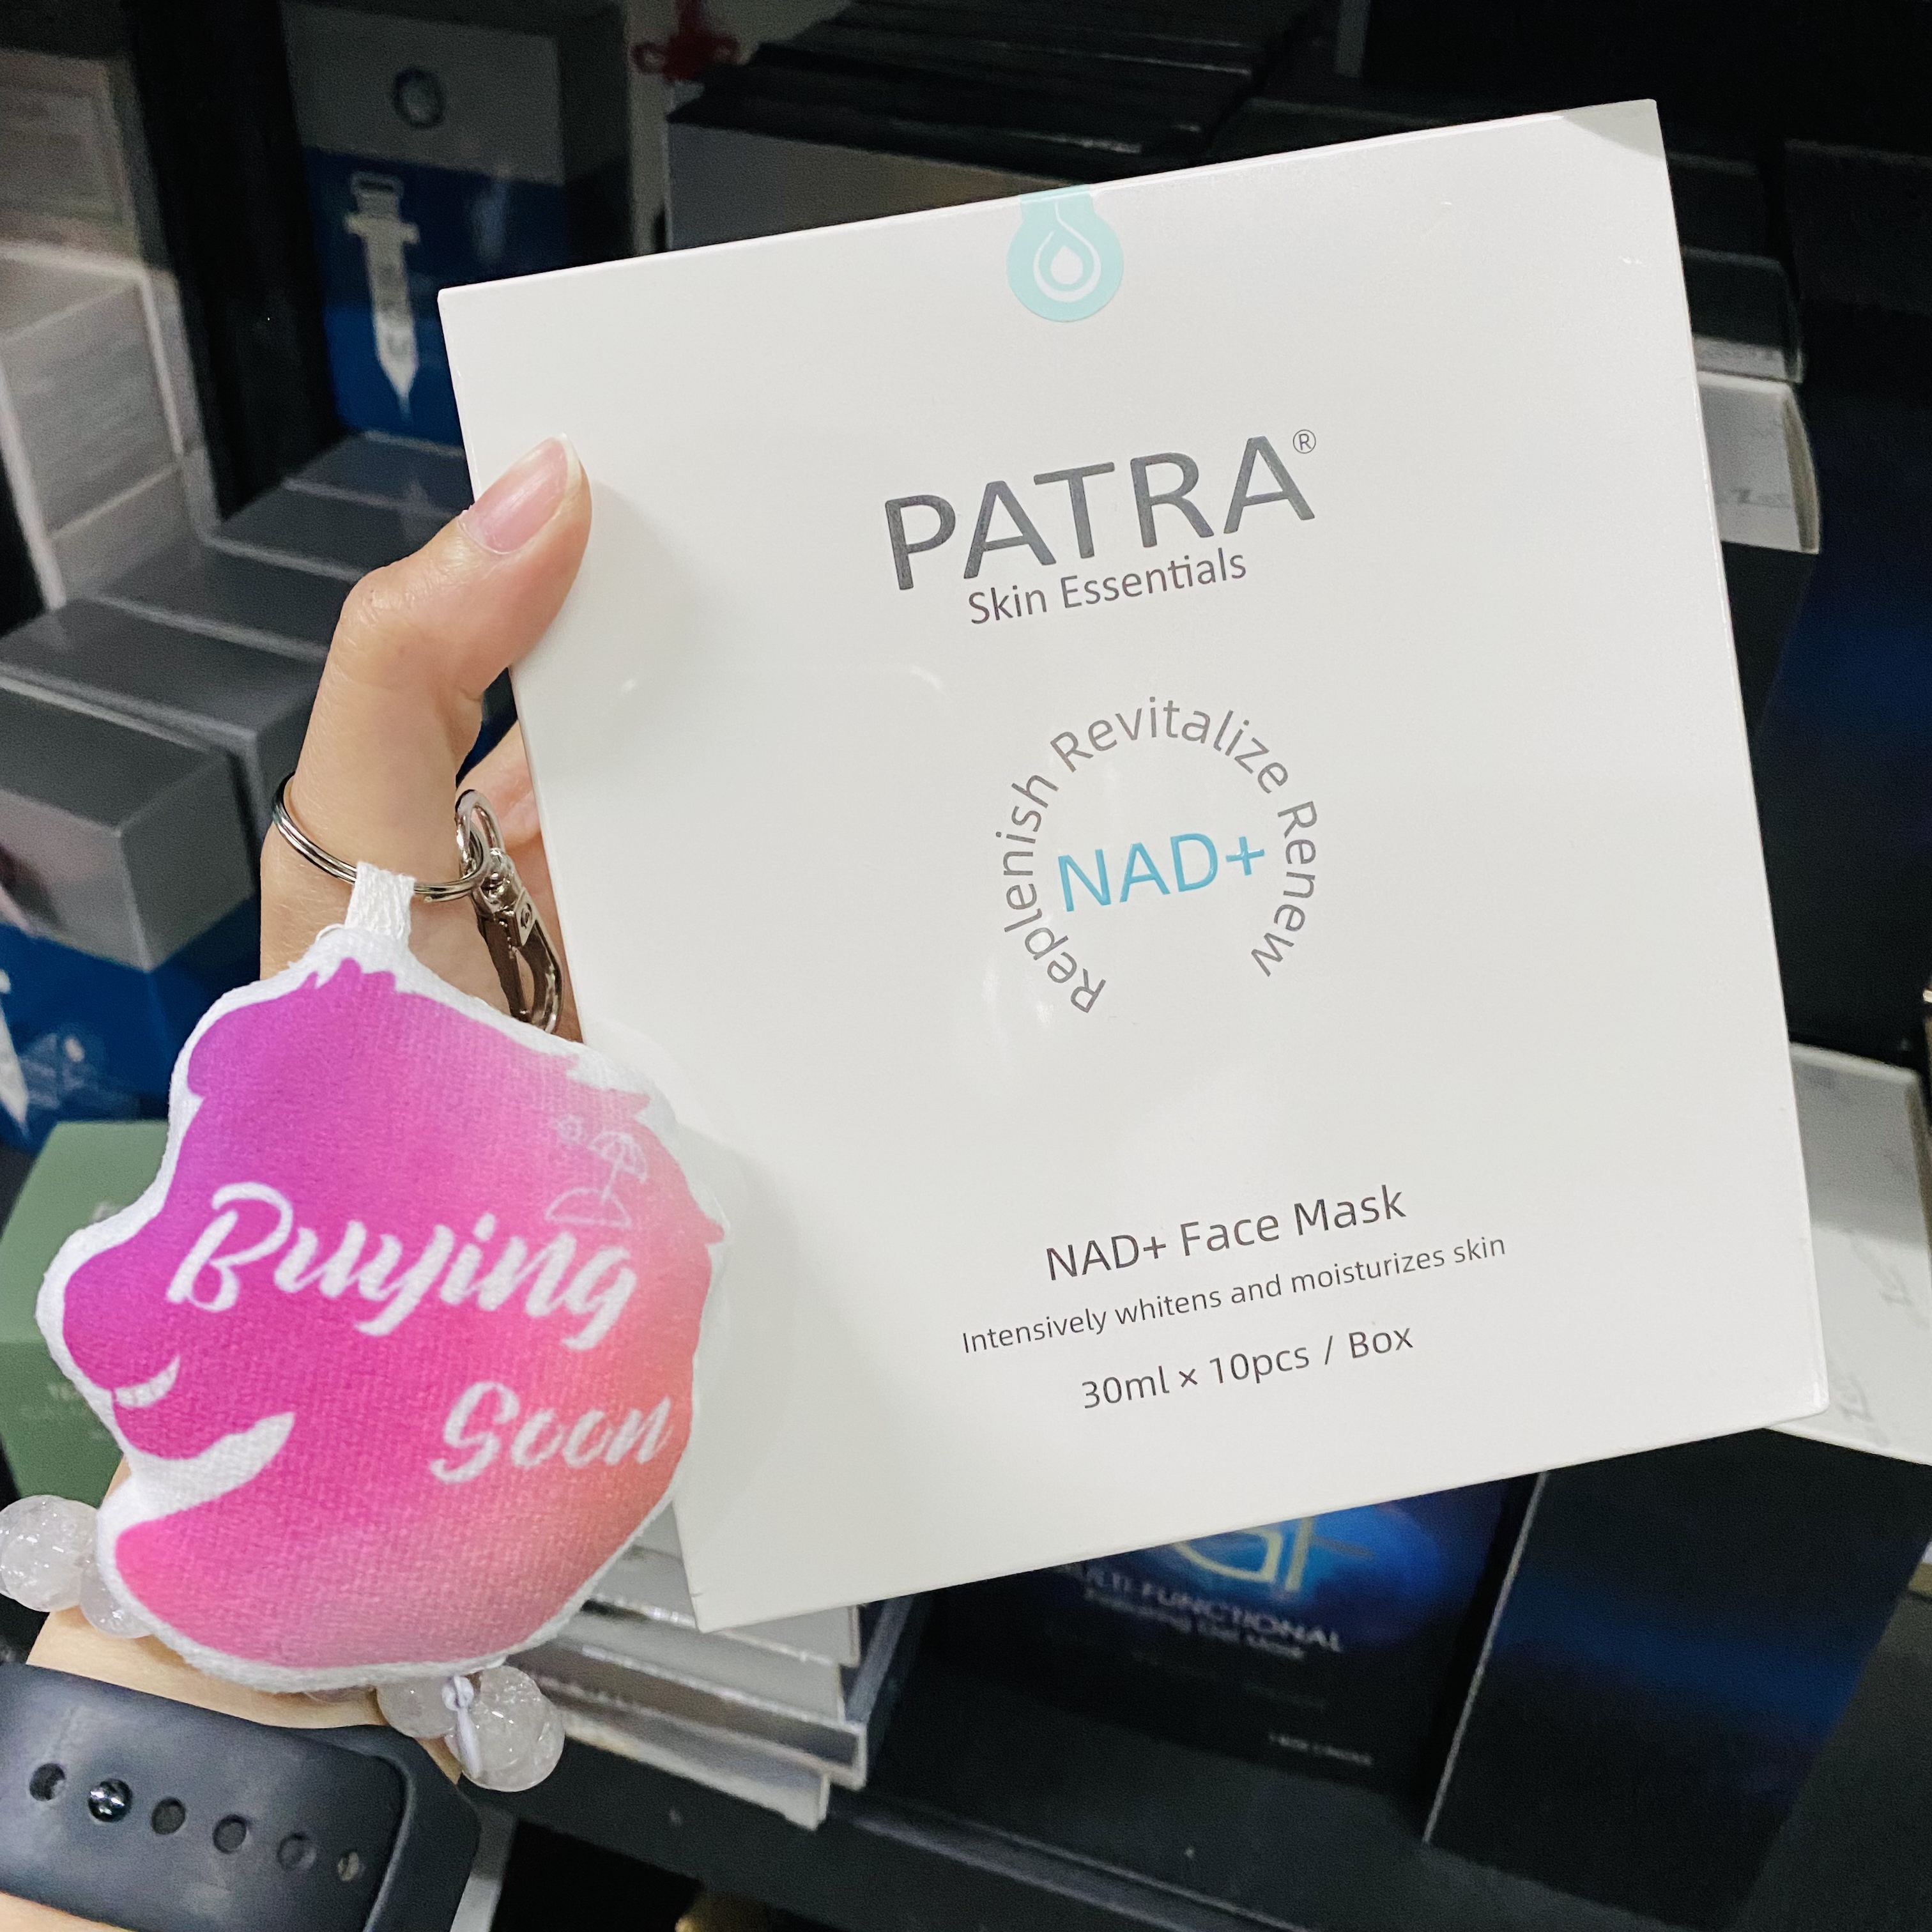 PATRA®
Skin Essentials
Replenish Revitalize Renew
NAD+
NAD+ Face Mask
Intensively whitens and moisturizes skin
30ml × 10pcs / Box
Buying
Soon
MULTI-FUNCTIONAL